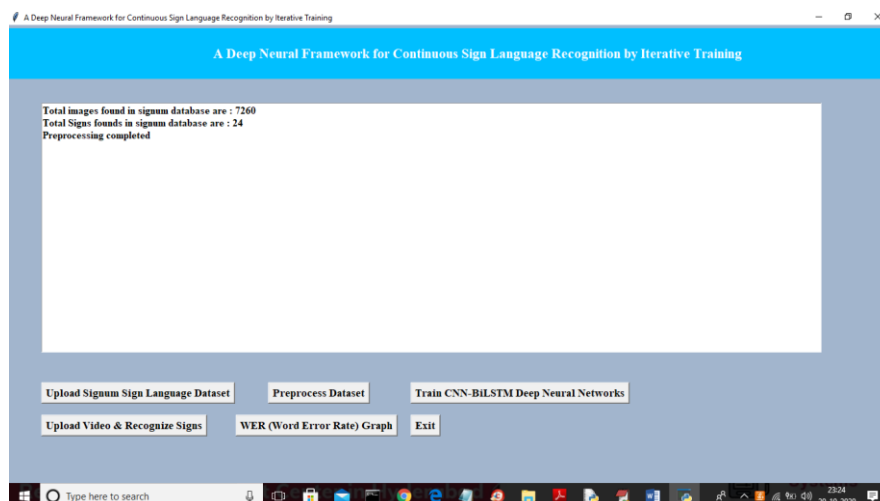 A Deep Neural Framework for Continuous Sign Language Recognition by Iterative Training
A Deep Neural Framework for Continuous Sign Language Recognition by Iterative Training
Total images found in signum database are : 7260
Total Signs founds in signum database are : 24
Preprocessing completed
Upload Signum Sign Language Dataset
Preprocess Dataset
Train CNN-BiLSTM Deep Neural Networks
Upload Video & Recognize Signs
WER (Word Error Rate) Graph
Exit
Type here to search
23:24